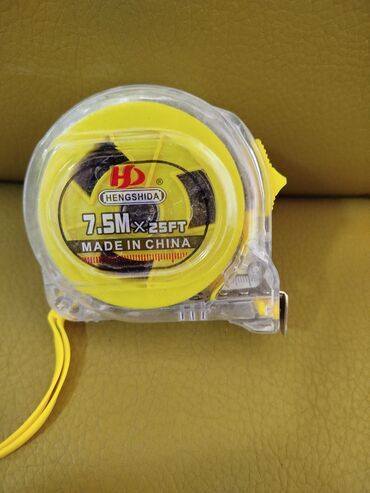 HD
HENGSHIDA
7.5M x 25FT
MADE IN CHINA